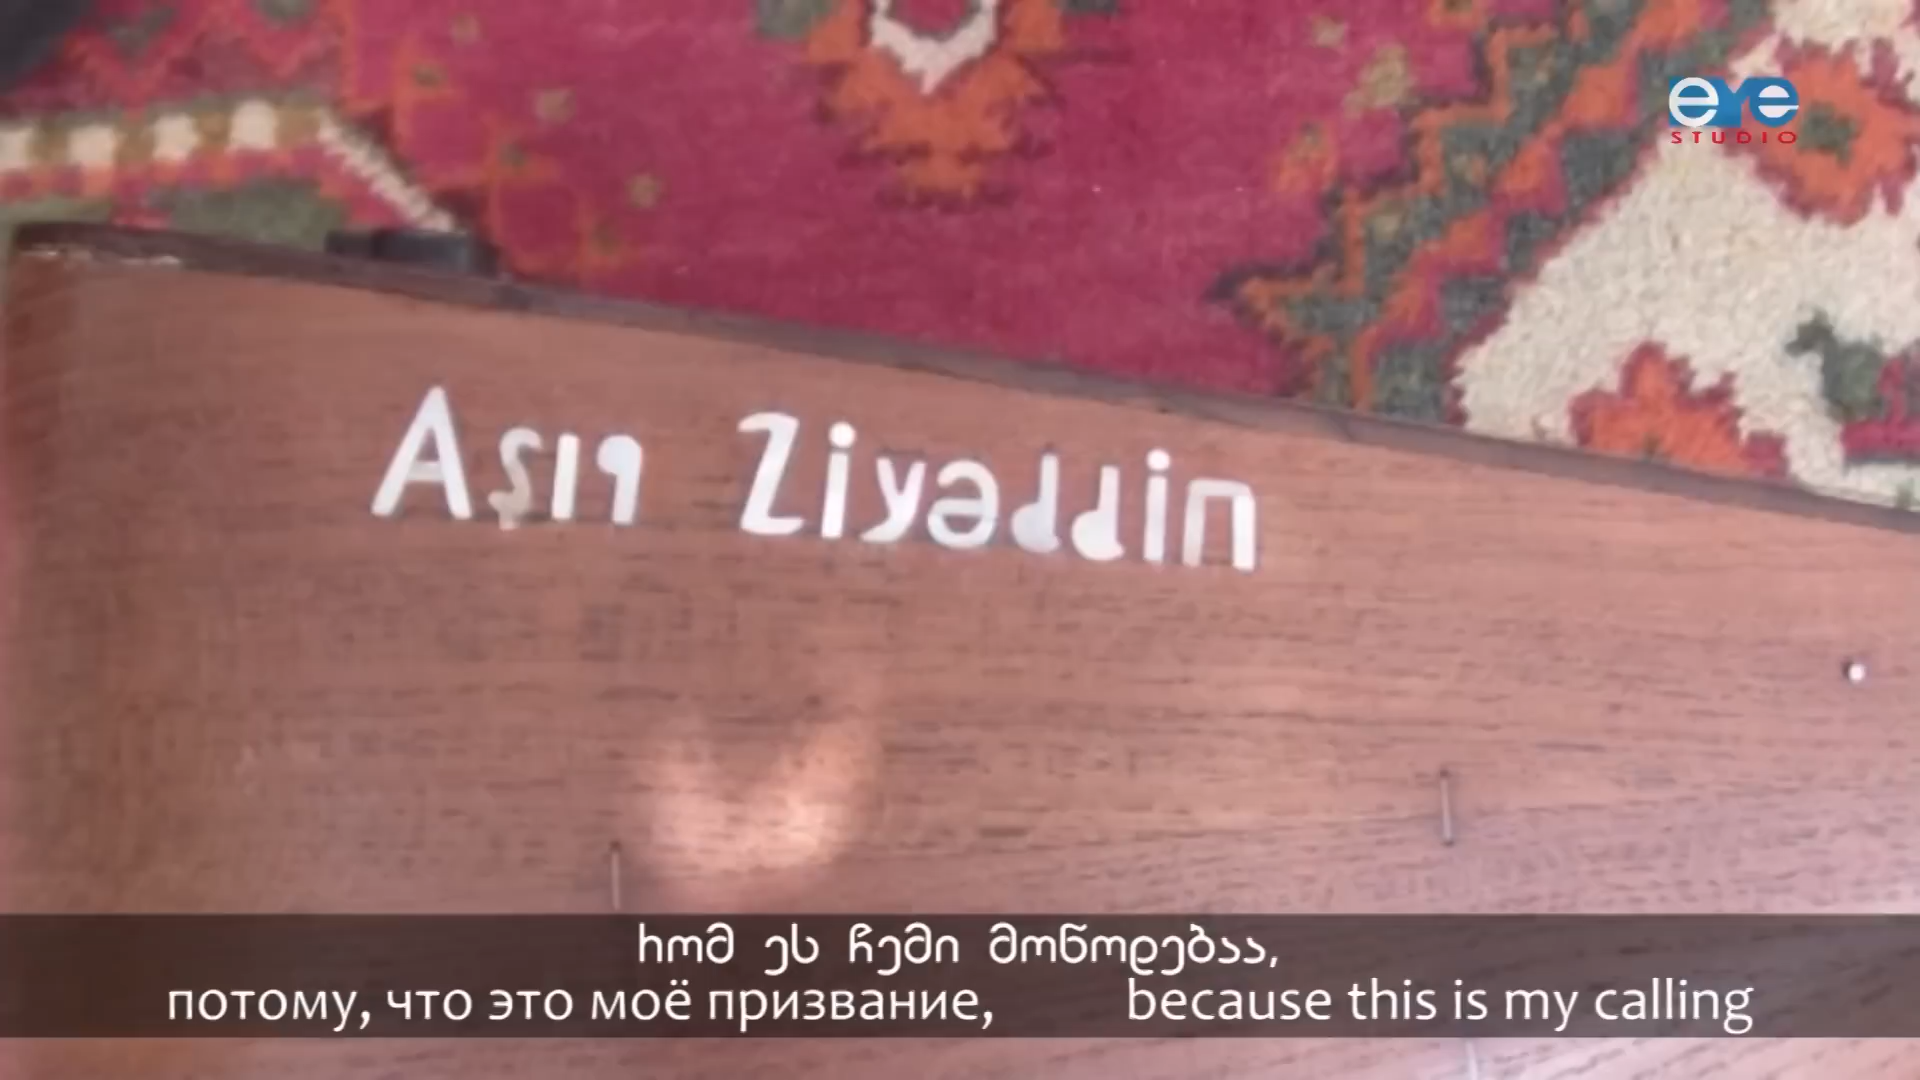 eye
STUDIO
Aşıq Ziyəddin
რომ ეს ჩემი მოწოდებაა,
потому, что это моё призвание, because this is my calling